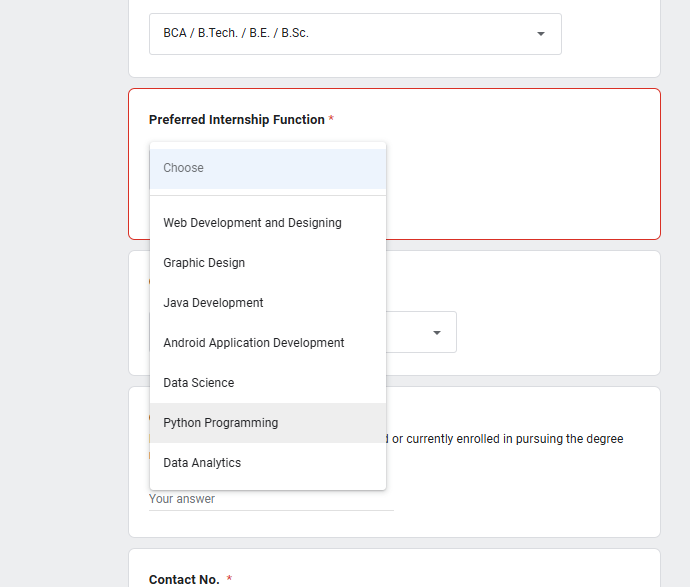 BCA / B.Tech. / B.E. / B.Sc.
Preferred Internship Function *
Choose
Web Development and Designing
Graphic Design
Java Development
Android Application Development
Data Science
Python Programming
or currently enrolled in pursuing the degree
Data Analytics
Your answer
Contact No. *